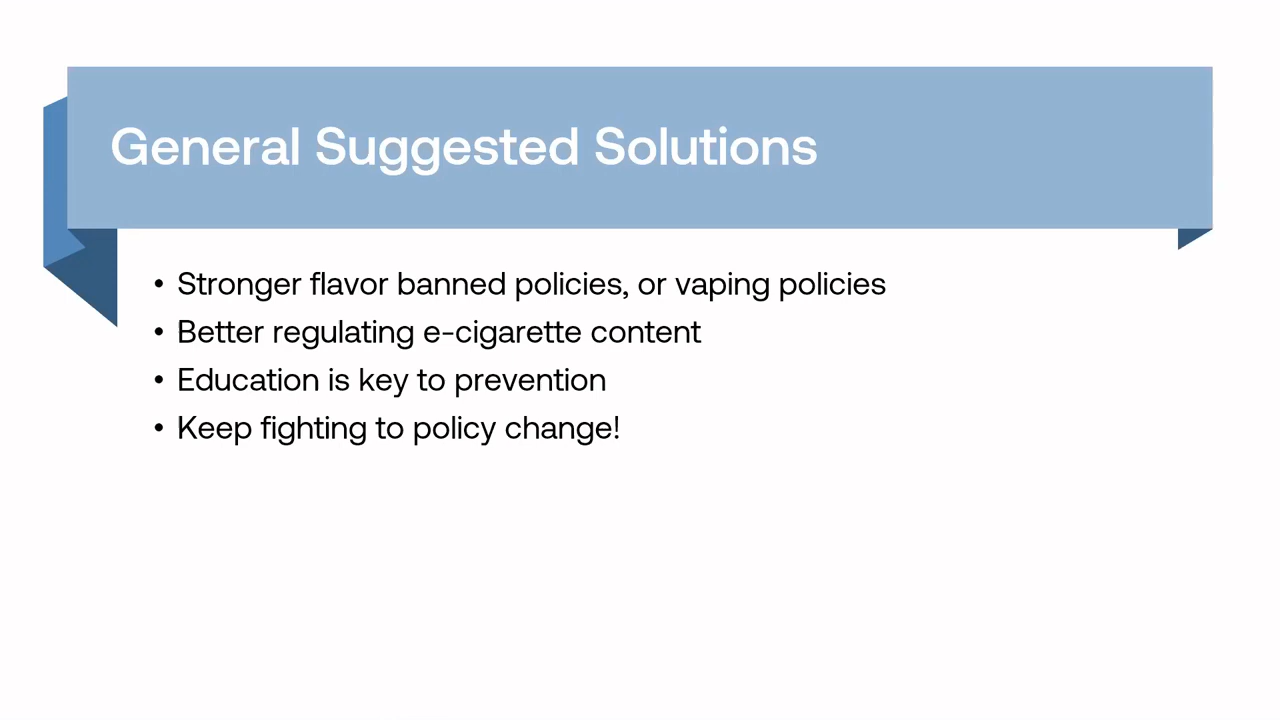 General Suggested Solutions
• Stronger flavor banned policies, or vaping policies
• Better regulating e-cigarette content
• Education is key to prevention
• Keep fighting to policy change!